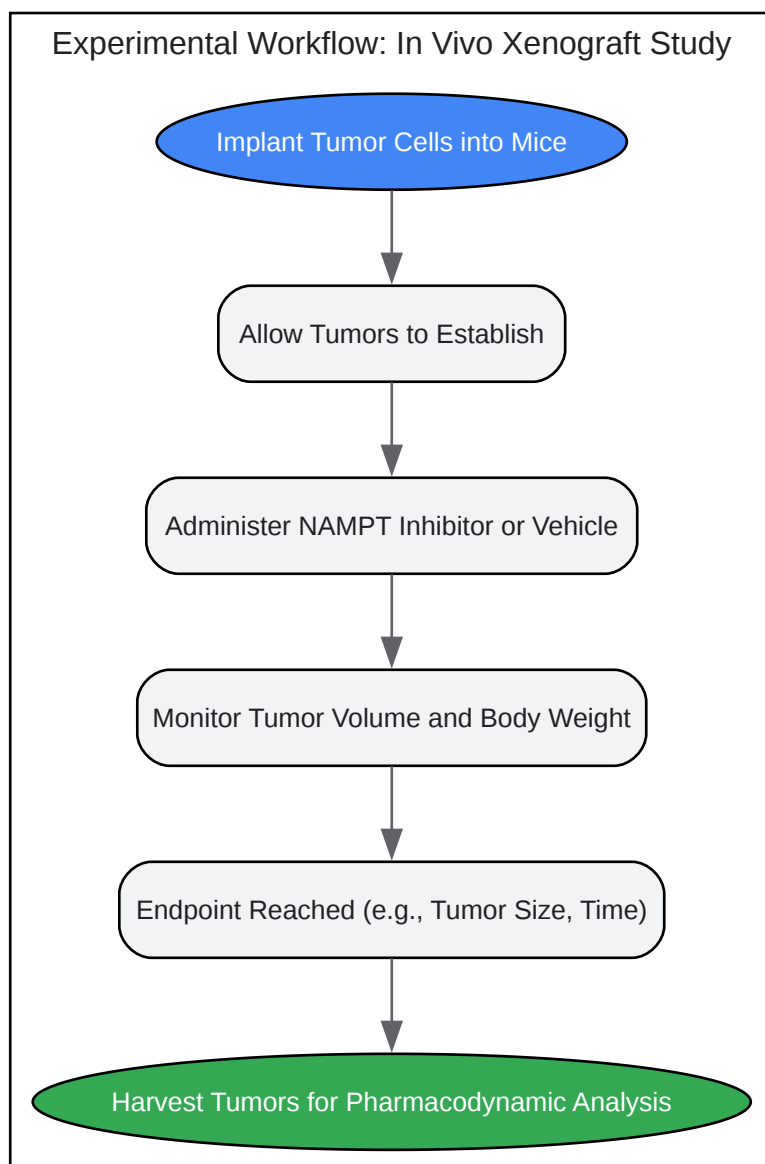 Experimental Workflow: In Vivo Xenograft Study
Implant Tumor Cells into Mice
Allow Tumors to Establish
Administer NAMPT Inhibitor or Vehicle
Monitor Tumor Volume and Body Weight
Endpoint Reached (e.g., Tumor Size, Time)
Harvest Tumors for Pharmacodynamic Analysis